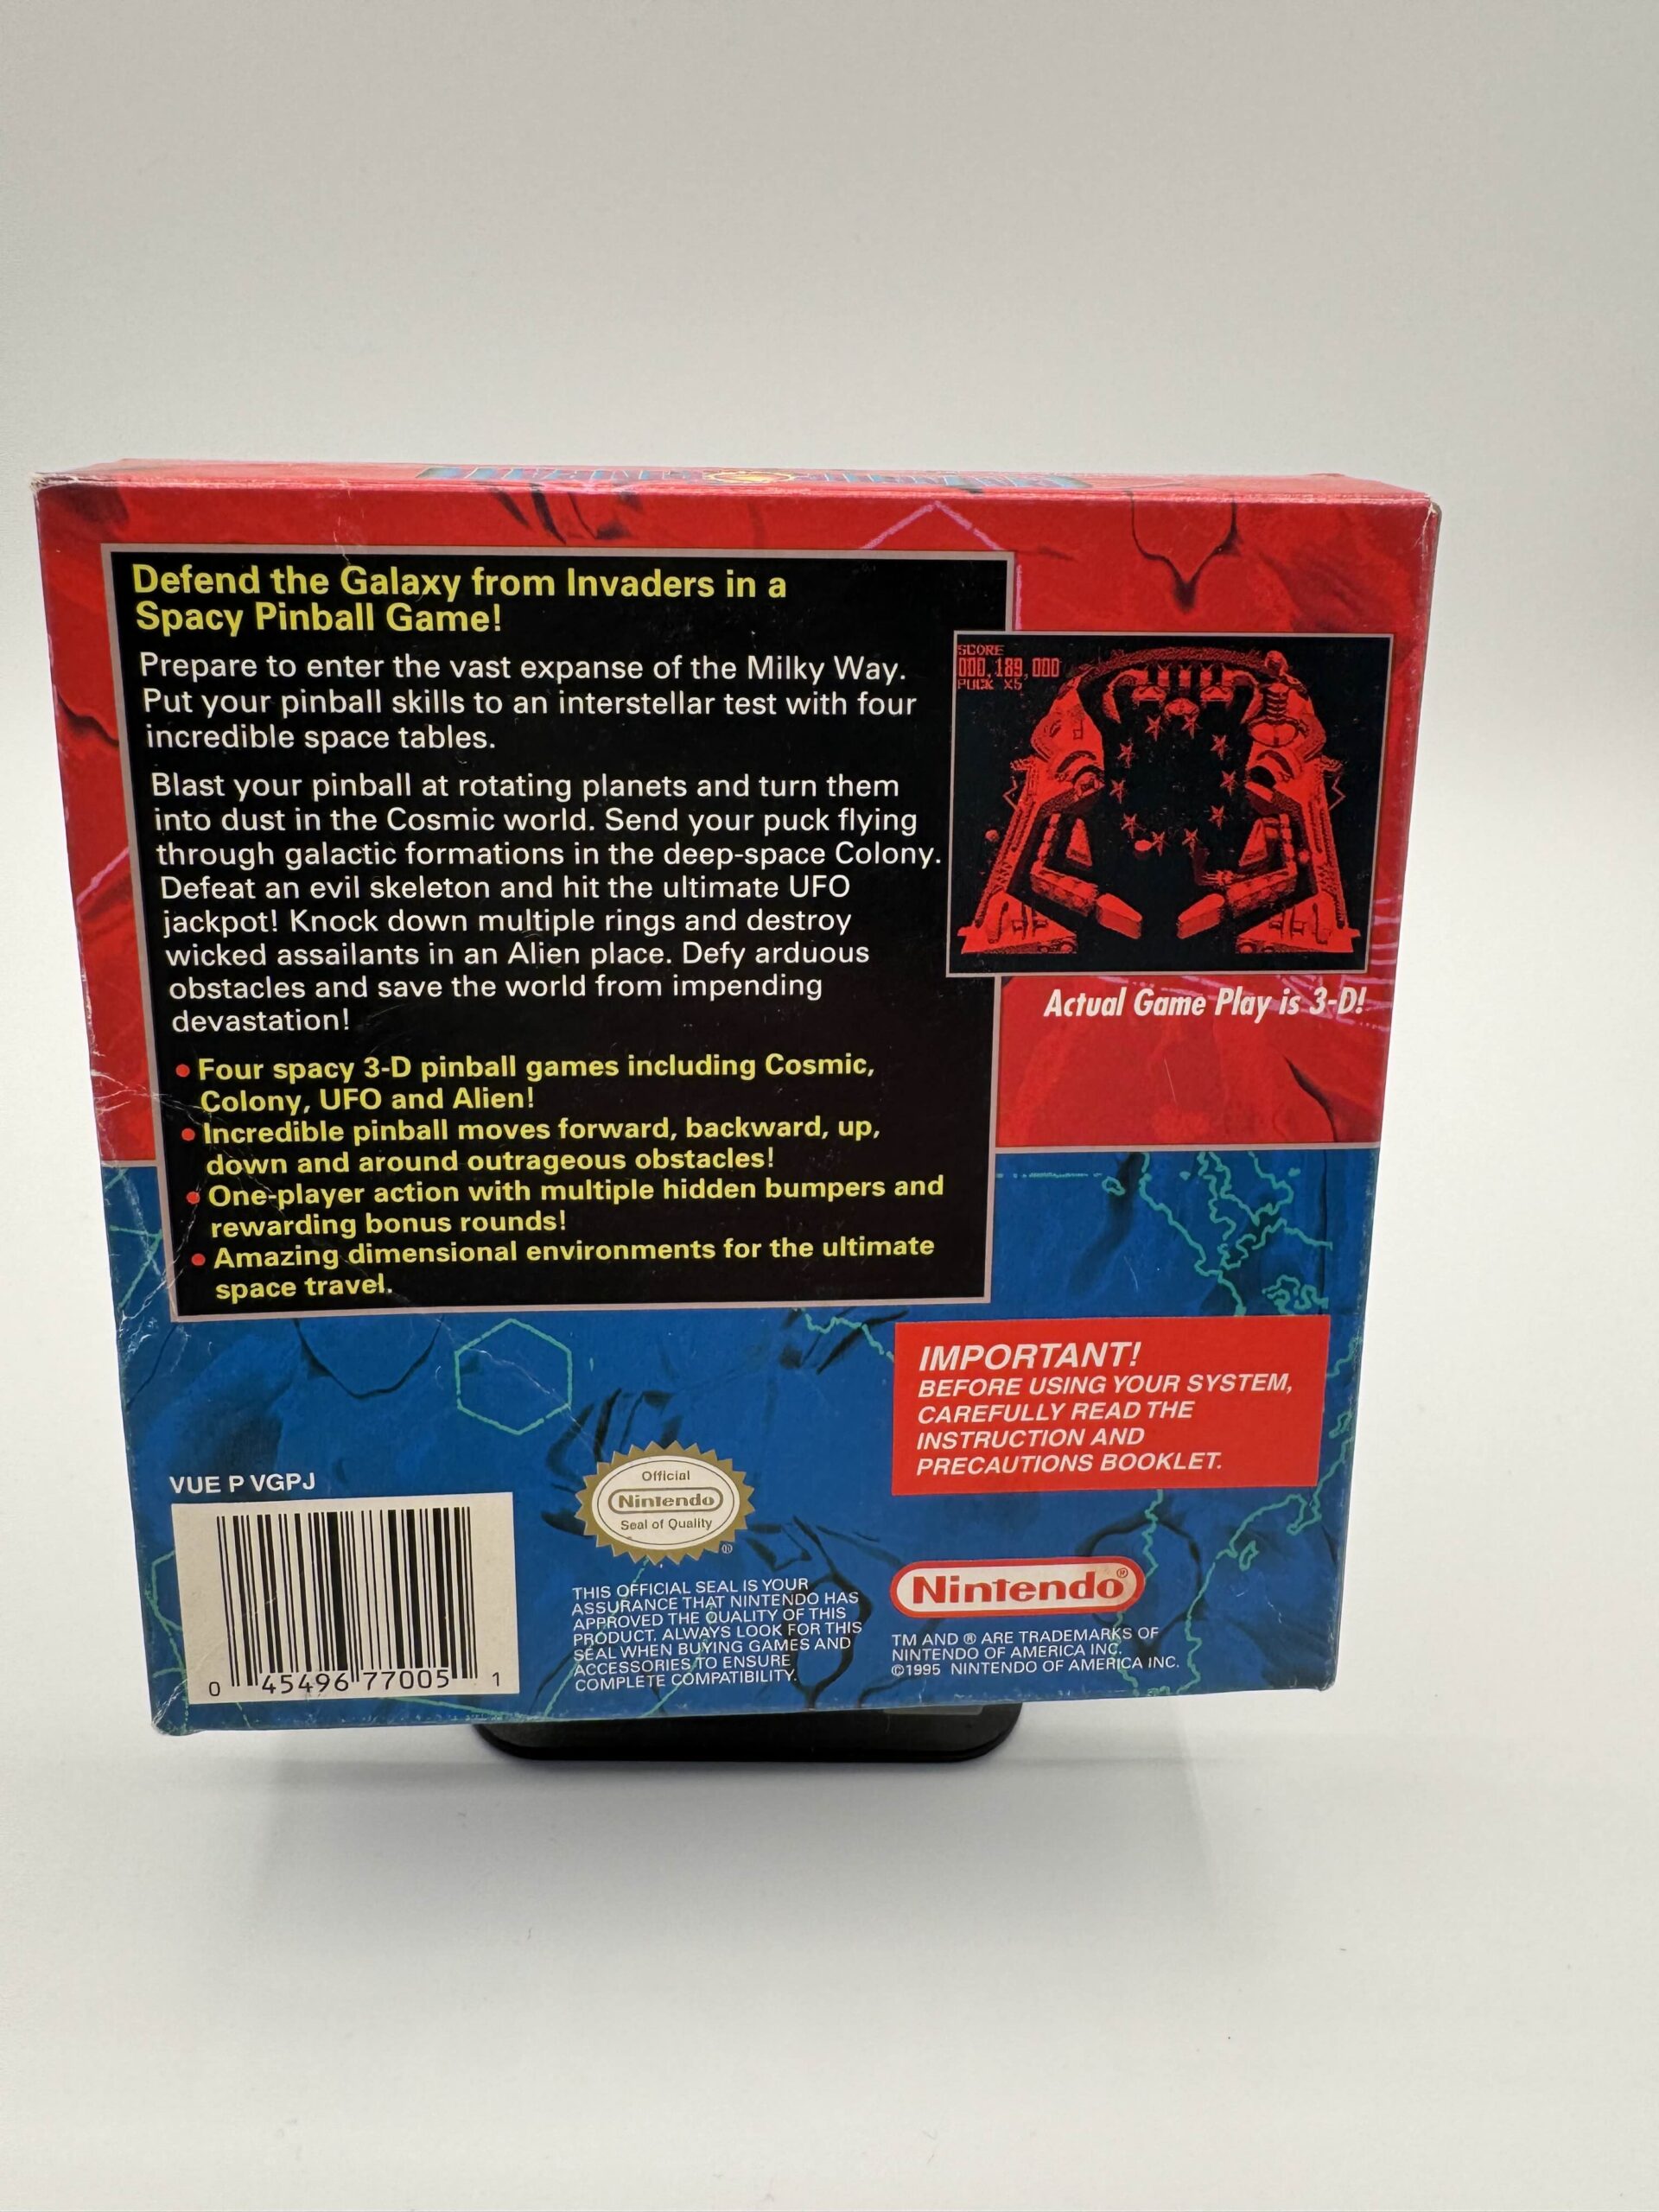 Defend the Galaxy from Invaders in a
Spacy Pinball Game!
Prepare to enter the vast expanse of the Milky Way.
Put your pinball skills to an interstellar test with four
incredible space tables.
Blast your pinball at rotating planets and turn them
into dust in the Cosmic world. Send your puck flying
through galactic formations in the deep-space Colony.
Defeat an evil skeleton and hit the ultimate UFO
jackpot! Knock down multiple rings and destroy
wicked assailants in an Alien place. Defy arduous
obstacles and save the world from impending
devastation!
• Four spacy 3-D pinball games including Cosmic,
Colony, UFO and Alien!
• Incredible pinball moves forward, backward, up,
down and around outrageous obstacles!
• One-player action with multiple hidden bumpers and
rewarding bonus rounds!
• Amazing dimensional environments for the ultimate
space travel.
SCORE
000,189,000
PUCK X5
Actual Game Play is 3-D!
IMPORTANT!
BEFORE USING YOUR SYSTEM,
CAREFULLY READ THE
INSTRUCTION AND
PRECAUTIONS BOOKLET.
VUE P VGPJ
0 45496 77005 1
Official
Nintendo
Seal of Quality
®
THIS OFFICIAL SEAL IS YOUR
ASSURANCE THAT NINTENDO HAS
APPROVED THE QUALITY OF THIS
PRODUCT. ALWAYS LOOK FOR THIS
SEAL WHEN BUYING GAMES AND
ACCESSORIES TO ENSURE
COMPLETE COMPATIBILITY.
Nintendo®
TM AND ® ARE TRADEMARKS OF
NINTENDO OF AMERICA INC.
©1995 NINTENDO OF AMERICA INC.